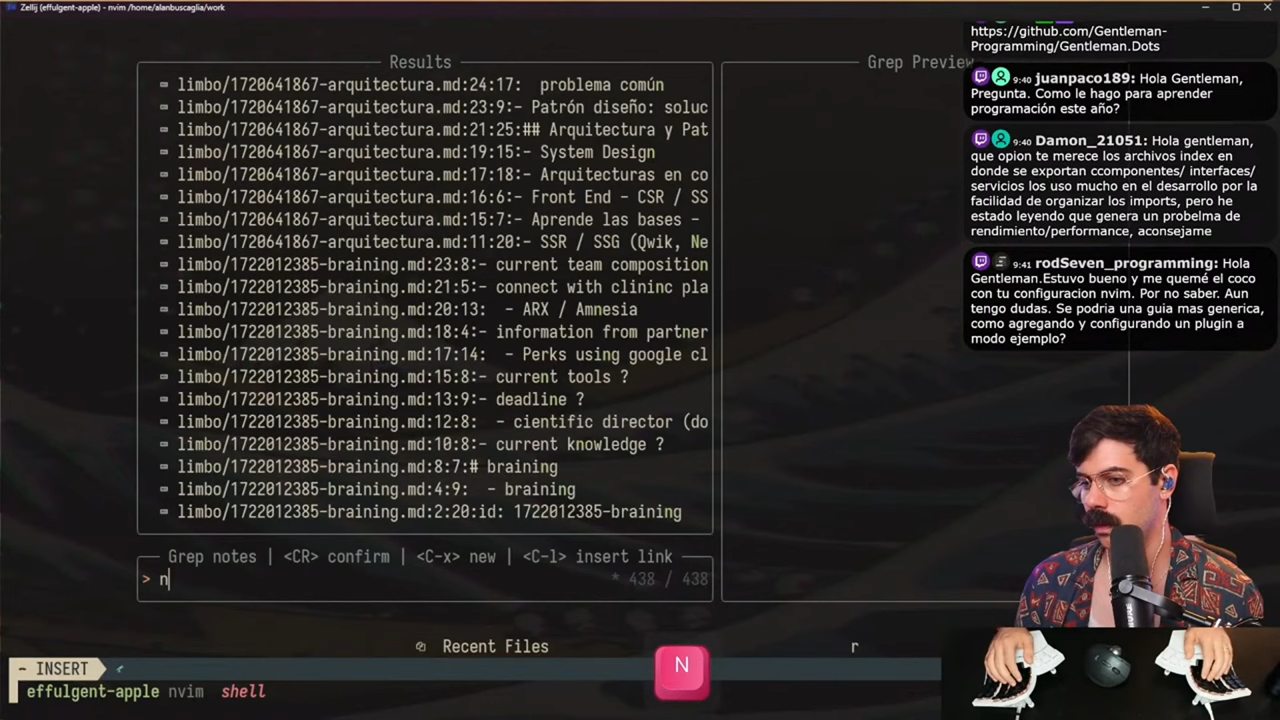 Zellij (effulgent-apple) - nvim /home/alanbuscaglia/work
Results
limbo/1720641867-arquitectura.md:24:17:  problema común
limbo/1720641867-arquitectura.md:23:9:- Patrón diseño: soluc
limbo/1720641867-arquitectura.md:21:25:## Arquitectura y Pat
limbo/1720641867-arquitectura.md:19:15:- System Design
limbo/1720641867-arquitectura.md:17:18:- Arquitecturas en co
limbo/1720641867-arquitectura.md:16:6:- Front End - CSR / SS
limbo/1720641867-arquitectura.md:15:7:- Aprende las bases -
limbo/1720641867-arquitectura.md:11:20:- SSR / SSG (Qwik, Ne
limbo/1722012385-braining.md:23:8:- current team composition
limbo/1722012385-braining.md:21:5:- connect with clininc pla
limbo/1722012385-braining.md:20:13:  - ARX / Amnesia
limbo/1722012385-braining.md:18:4:- information from partner
limbo/1722012385-braining.md:17:14:  - Perks using google cl
limbo/1722012385-braining.md:15:8:- current tools ?
limbo/1722012385-braining.md:13:9:- deadline ?
limbo/1722012385-braining.md:12:8:  - cientific director (do
limbo/1722012385-braining.md:10:8:- current knowledge ?
limbo/1722012385-braining.md:8:7:# braining
limbo/1722012385-braining.md:4:9:  - braining
limbo/1722012385-braining.md:2:20:id: 1722012385-braining
Grep notes | <CR> confirm | <C-x> new | <C-l> insert link
> n
* 438 / 438
Grep Preview
Recent Files
r
- INSERT
effulgent-apple nvim shell
N
https://github.com/Gentleman-
Programming/Gentleman.Dots
9:40 juanpaco189: Hola Gentleman,
Pregunta. Como le hago para aprender
programación este año?
9:40 Damon_21051: Hola gentleman,
que opion te merece los archivos index en
donde se exportan ccomponentes/ interfaces/
servicios los uso mucho en el desarrollo por la
facilidad de organizar los imports, pero he
estado leyendo que genera un probelma de
rendimiento/performance, aconsejame
9:41 rodSeven_programming: Hola
Gentleman.Estuvo bueno y me quemé el coco
con tu configuracion nvim. Por no saber. Aun
tengo dudas. Se podria una guia mas generica,
como agregando y configurando un plugin a
modo ejemplo?